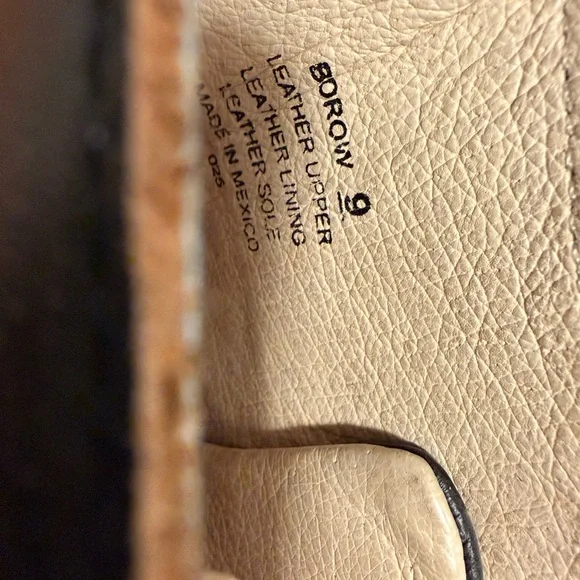 BOROW 9
LEATHER UPPER
LEATHER LINING
LEATHER SOLE
MADE IN MEXICO
025